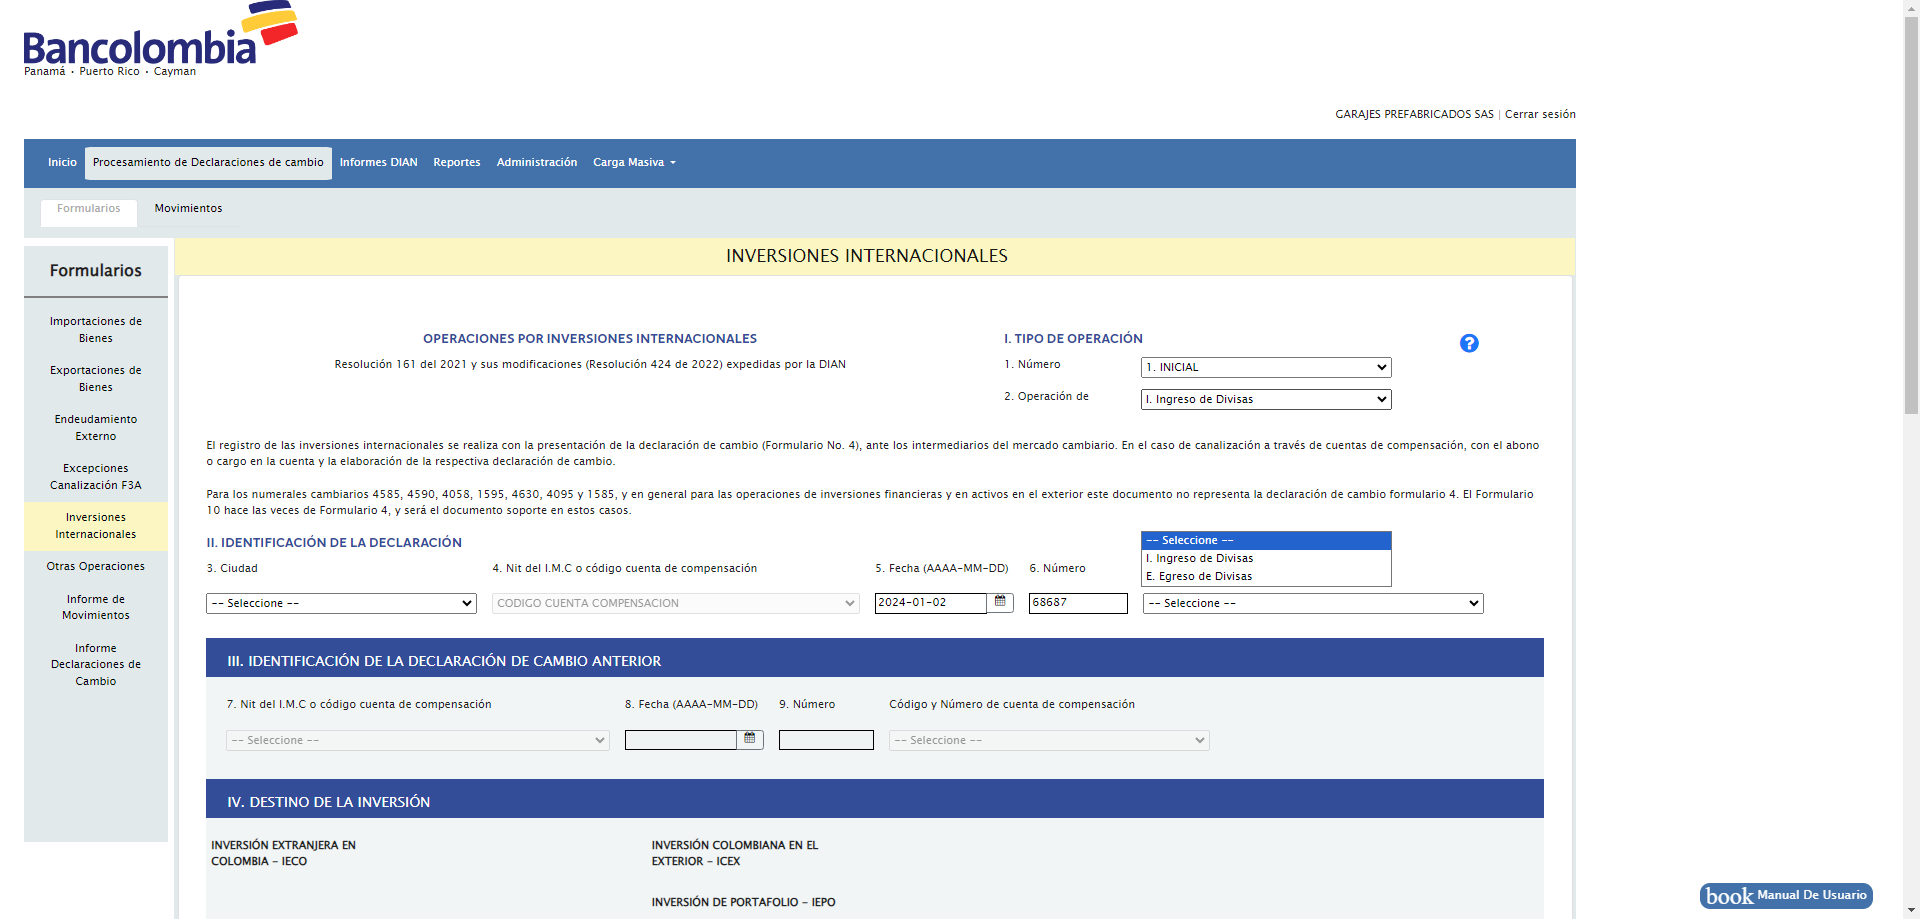 Bancolombia
Panamá · Puerto Rico · Cayman
GARAJES PREFABRICADOS SAS | Cerrar sesión
Inicio
Procesamiento de Declaraciones de cambio
Informes DIAN
Reportes
Administración
Carga Masiva
Formularios
Movimientos
Formularios
Importaciones de
Bienes
Exportaciones de
Bienes
Endeudamiento
Externo
Excepciones
Canalización F3A
Inversiones
Internacionales
Otras Operaciones
Informe de
Movimientos
Informe
Declaraciones de
Cambio
INVERSIONES INTERNACIONALES
OPERACIONES POR INVERSIONES INTERNACIONALES
Resolución 161 del 2021 y sus modificaciones (Resolución 424 de 2022) expedidas por la DIAN
I. TIPO DE OPERACIÓN
?
1. Número
1. INICIAL
2. Operación de
I. Ingreso de Divisas
El registro de las inversiones internacionales se realiza con la presentación de la declaración de cambio (Formulario No. 4), ante los intermediarios del mercado cambiario. En el caso de canalización a través de cuentas de compensación, con el abono
o cargo en la cuenta y la elaboración de la respectiva declaración de cambio.
Para los numerales cambiarios 4585, 4590, 4058, 1595, 4630, 4095 y 1585, y en general para las operaciones de inversiones financieras y en activos en el exterior este documento no representa la declaración de cambio formulario 4. El Formulario
10 hace las veces de Formulario 4, y será el documento soporte en estos casos.
II. IDENTIFICACIÓN DE LA DECLARACIÓN
-- Seleccione --
I. Ingreso de Divisas
E. Egreso de Divisas
3. Ciudad
4. Nit del I.M.C o código cuenta de compensación
5. Fecha (AAAA-MM-DD)
6. Número
-- Seleccione --
CODIGO CUENTA COMPENSACION
2024-01-02
68687
-- Seleccione --
III. IDENTIFICACIÓN DE LA DECLARACIÓN DE CAMBIO ANTERIOR
7. Nit del I.M.C o código cuenta de compensación
8. Fecha (AAAA-MM-DD)
9. Número
Código y Número de cuenta de compensación
-- Seleccione --
-- Seleccione --
IV. DESTINO DE LA INVERSIÓN
INVERSIÓN EXTRANJERA EN
COLOMBIA - IECO
INVERSIÓN COLOMBIANA EN EL
EXTERIOR - ICEX
INVERSIÓN DE PORTAFOLIO - IEPO
book Manual De Usuario